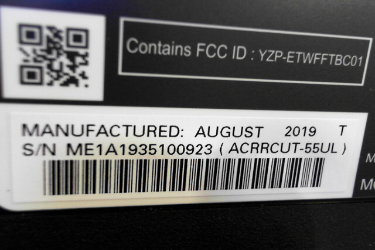 Contains FCC ID : YZP-ETWFFTBC01
MANUFACTURED: AUGUST 2019 T
S/N ME1A1935100923 ( ACRRCUT-55UL )